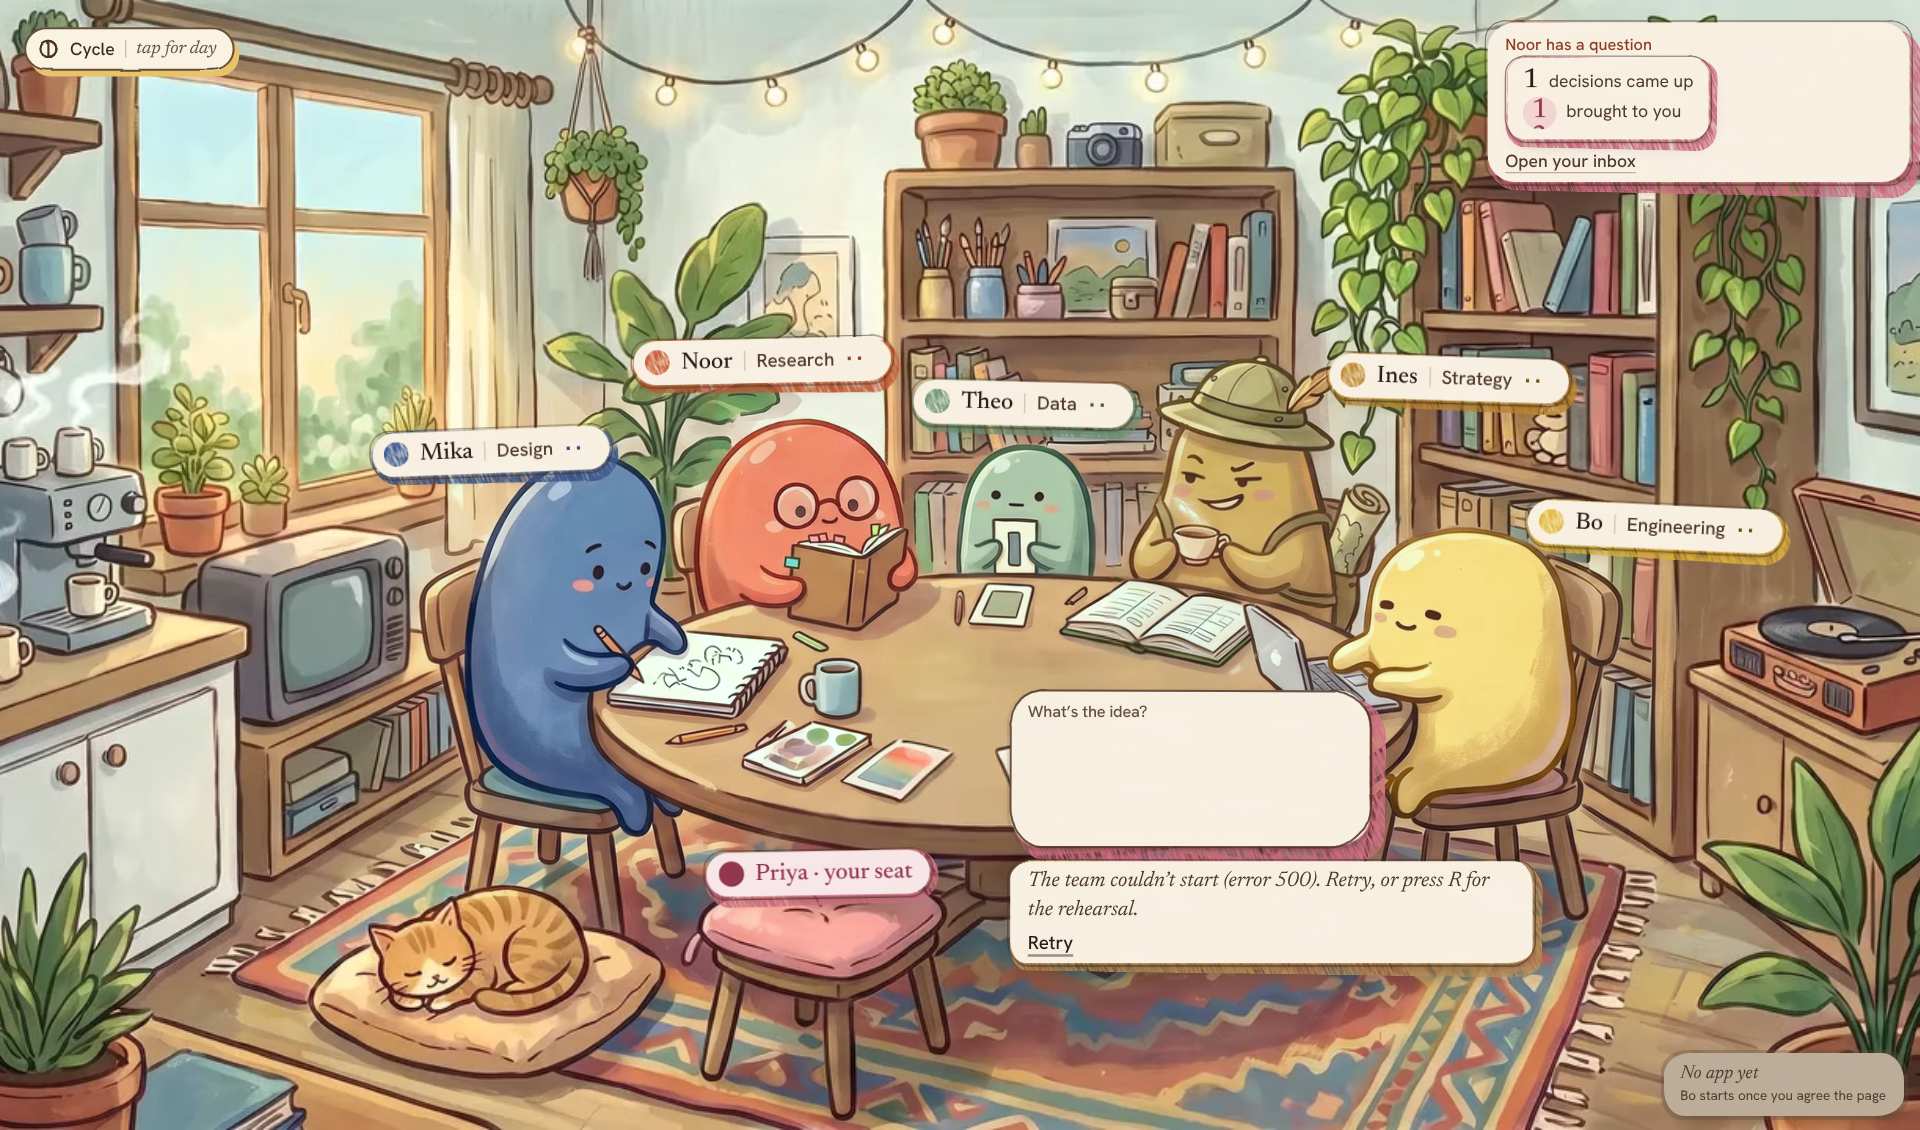 Cycle | tap for day
Noor has a question
1 decisions came up
1 brought to you
Open your inbox
Noor | Research
Ines | Strategy
Theo | Data
Mika | Design
Bo | Engineering
What's the idea?
Priya · your seat
The team couldn't start (error 500). Retry, or press R for
the rehearsal.
Retry
No app yet
Bo starts once you agree the page